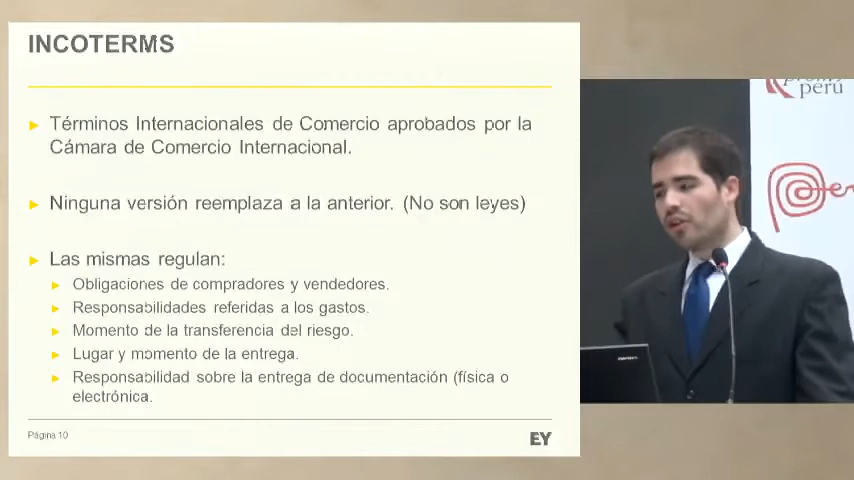 INCOTERMS
Términos Internacionales de Comercio aprobados por la
Cámara de Comercio Internacional.
Ninguna versión reemplaza a la anterior. (No son leyes)
Las mismas regulan:
Obligaciones de compradores y vendedores.
Responsabilidades referidas a los gastos.
Momento de la transferencia del riesgo.
Lugar y momento de la entrega.
Responsabilidad sobre la entrega de documentación (física o
electrónica.
Página 10
EY
perú